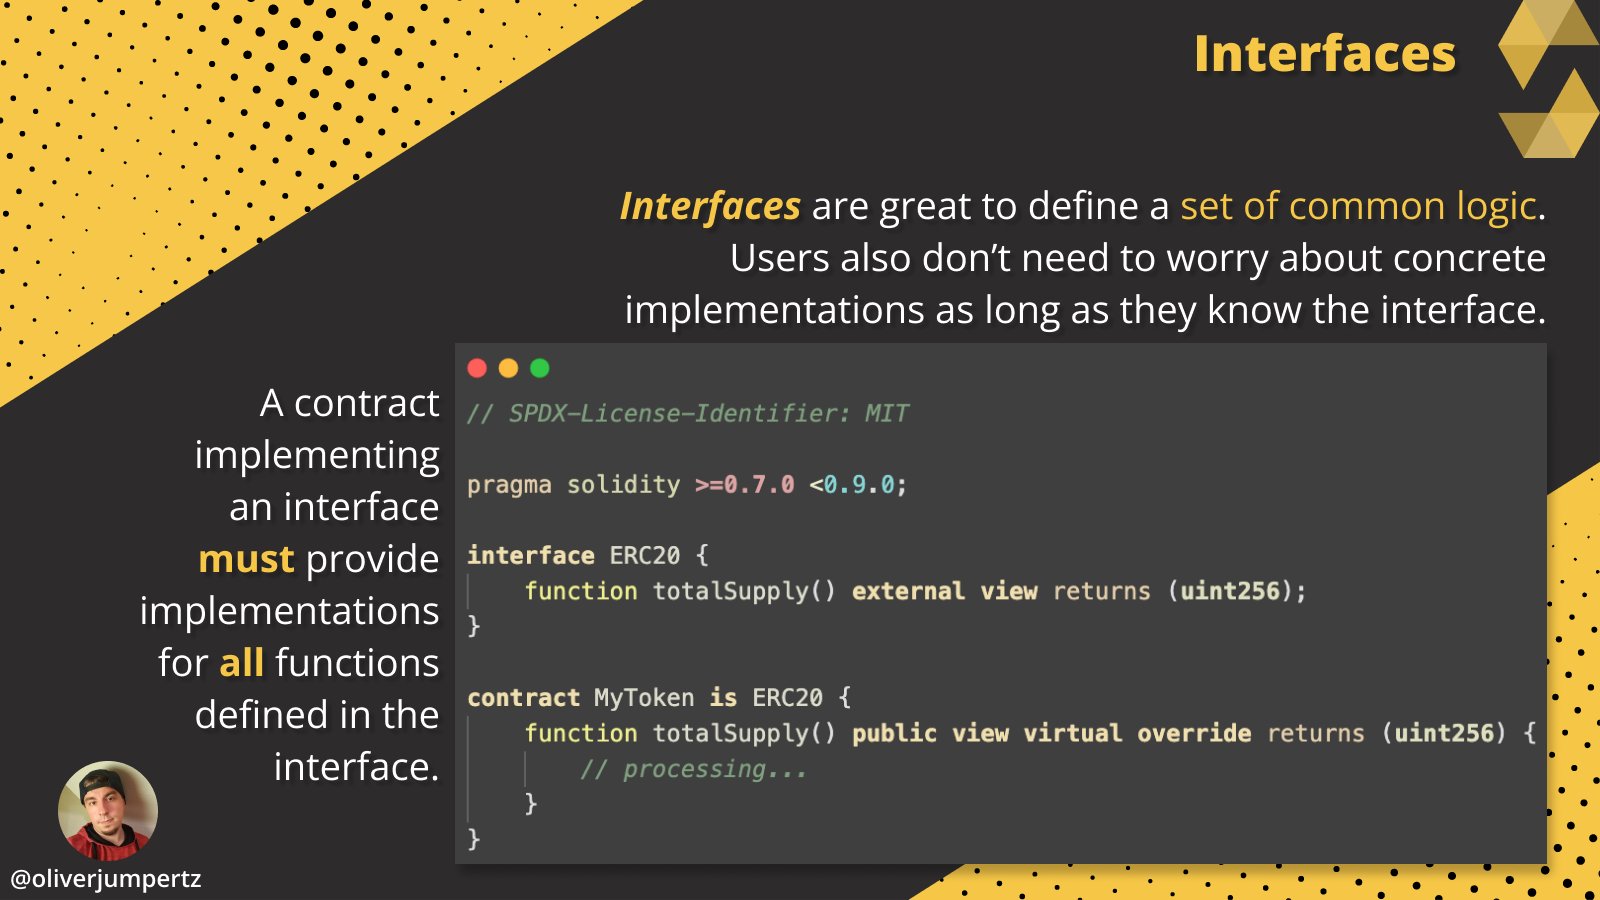 Interfaces
Interfaces are great to define a set of common logic.
Users also don’t need to worry about concrete
implementations as long as they know the interface.
A contract
implementing
an interface
must provide
implementations
for all functions
defined in the
interface.
// SPDX-License-Identifier: MIT
pragma solidity >=0.7.0 <0.9.0;
interface ERC20 {
    function totalSupply() external view returns (uint256);
}
contract MyToken is ERC20 {
    function totalSupply() public view virtual override returns (uint256) {
        // processing...
    }
}
@oliverjumpertz